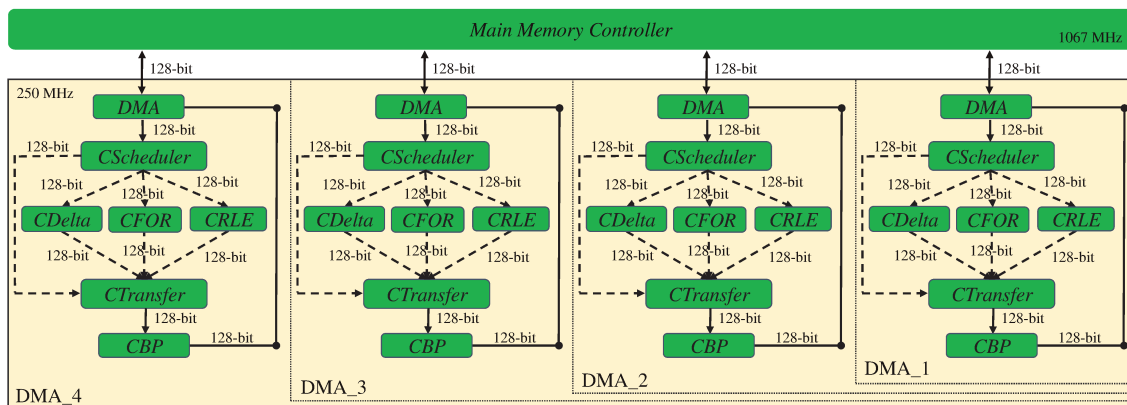 Main Memory Controller
1067 MHz
128-bit 128-bit 128-bit 128-bit
250 MHz
DMA DMA DMA DMA
128-bit 128-bit 128-bit 128-bit
128-bit 128-bit 128-bit 128-bit
CScheduler CScheduler CScheduler CScheduler
128-bit 128-bit 128-bit 128-bit 128-bit 128-bit 128-bit 128-bit 128-bit 128-bit 128-bit 128-bit
CDelta CFOR CRLE CDelta CFOR CRLE CDelta CFOR CRLE CDelta CFOR CRLE
128-bit 128-bit 128-bit 128-bit 128-bit 128-bit 128-bit 128-bit 128-bit 128-bit 128-bit 128-bit
CTransfer CTransfer CTransfer CTransfer
128-bit 128-bit 128-bit 128-bit
CBP 128-bit CBP 128-bit CBP 128-bit CBP 128-bit
DMA_4 DMA_3 DMA_2 DMA_1